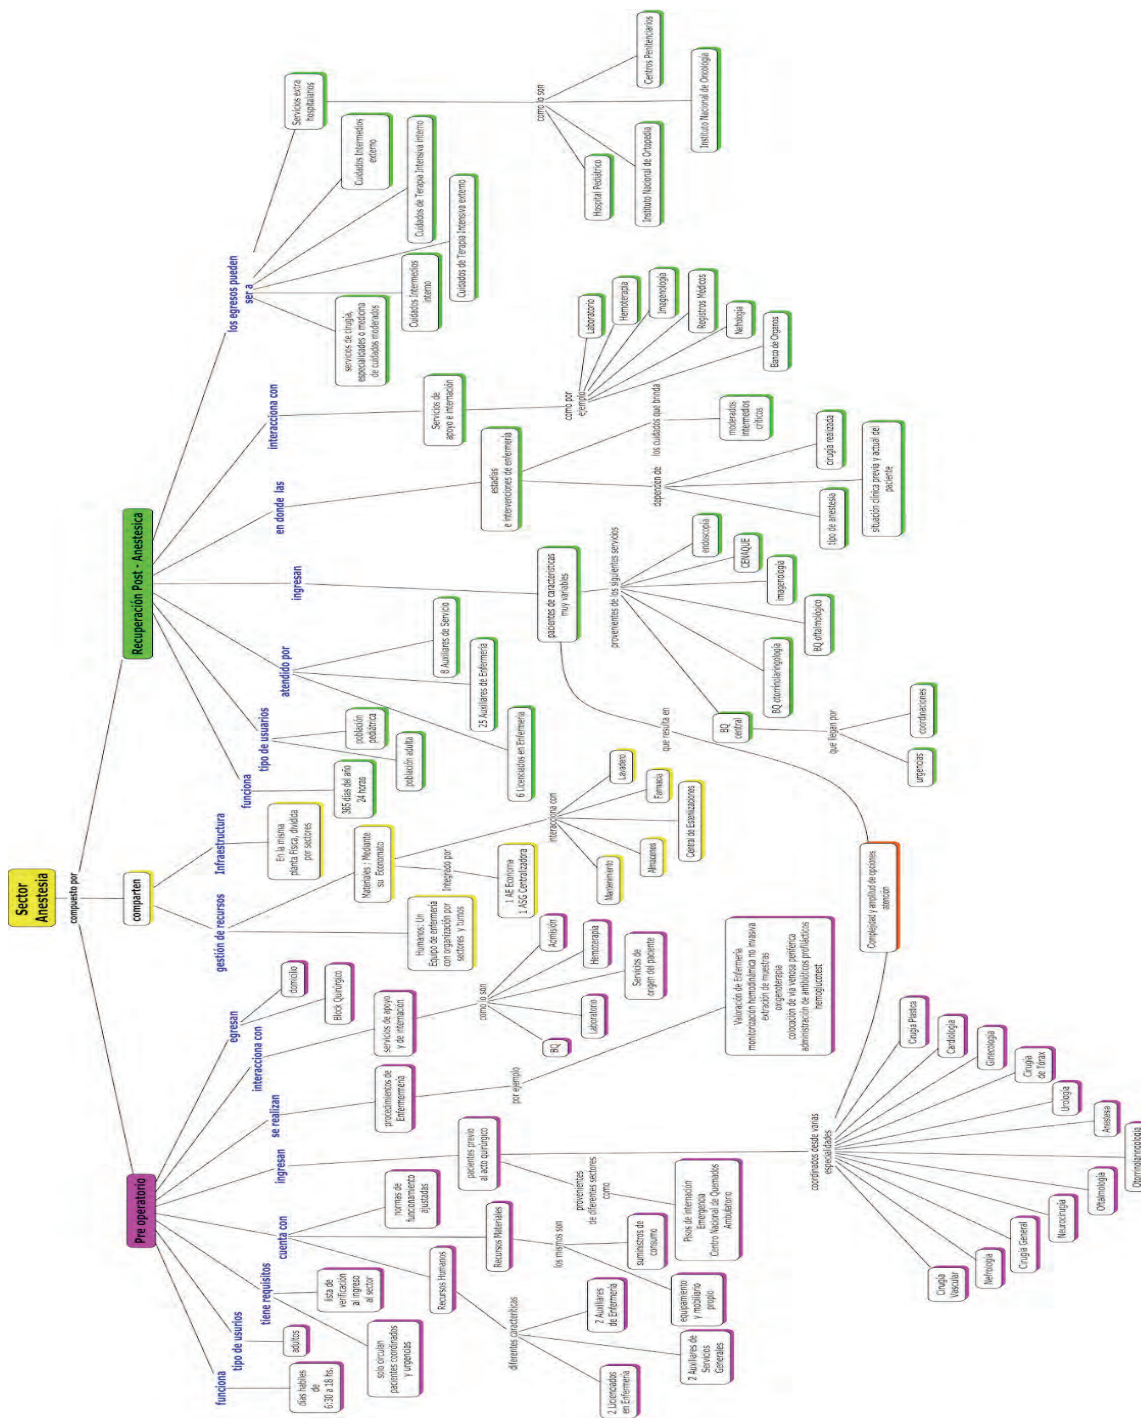 Sector
Anestesia
compuesto por
Pre operatorio
funciona
días hábiles
de
6:30 a 18 hs.
tipo de usurios
adultos
tiene requisitos
lista de
verificación
al ingreso
al sector
solo circulan
pacientes coordinados
y urgencias
cuenta con
normas de
funcionamiento
ajustadas
Recursos Humanos
diferentes caracteríticas
2 Licenciados
en Enfermería
2 Auxiliares de
Servicios
Generales
2 Auxiliares
de Enfermería
Recursos Materiales
los mismos son
equipamiento
y mobiliario
propio
suministros de
consumo
ingresan
pacientes previo
al acto quirúrgico
provenientes
de diferentes sectores
como
Pisos de internación
Emergencia
Centro Nacional de Quemados
Ambulatorio
coordinados desde varias
especialidades
Cirugía
Vascular
Nefrología
Cirugía General
Neurocirugía
Oftalmología
Otorrinolaringología
Anestesia
Urología
Cirugía
de Tórax
Ginecología
Cardiología
Cirugía Plástica
se realizan
procedimientos de
Enfermermería
por ejemplo
Valoración de Enfermería
monitorización hemodinámica no invasiva
extracción de muestras
oxigenoterapia
colocación de vía venosa periférica
administración de antibióticos profilácticos
hemoglucotest
interacciona con
servicios de apoyo
y de internación
como lo son
BQ
Laboratorio
Servicios de
origen del paciente
Hemoterapia
Admisión
egresan
Block Quirúrgico
domicilio
comparten
gestión de recursos
Humanos: Un
Equipo de enfermería
con organización por
sectores y turnos
Materiales : Mediante
su Economato
Integrado por
1 AE Economa
1 ASG Centralizadora
interacciona con
Mantenimiento
Almacenes
Central de Esterilizadores
Farmacia
Lavadero
Infraestructura
En la misma
planta Física, dividida
por sectores
Recuperación Post - Anestesica
funciona
365 días del año
24 horas
tipo de usuarios
población
pediátrica
población adulta
atendido por
6 Licenciados en Enfermería
25 Auxiliares de Enfermería
8 Auxiliares de Servicio
ingresan
pacientes de características
muy variables
que resulta en
Complejidad y amplitud de opciones
atención
provenientes de los siguientes servicios
BQ
central
que llegan por
urgencias
coordinaciones
BQ otorrinolaringología
BQ oftalmológico
imagenología
CENAQUE
endoscopía
en donde las
estadías
e intervenciones de enfermería
dependen de
tipo de anestesia
situación clínica previa y actual del
paciente
cirugía realizada
los cuidados que brinda
moderados
intermedios
críticos
interacciona con
Servicios de
apoyo e internación
como por
ejemplo
Laboratorio
Hemoterapia
Imagenología
Registros Médicos
Nefrología
Banco de Organos
los egresos pueden
ser a
servicios de cirugía,
especialidades o medicina
de cuidados moderados
Cuidados Intermedios
interno
Cuidados de Terapia Intensiva externo
Cuidados de Terapia Intensiva interno
Cuidados Intermedios
externo
Servicios extra
hospitalarios
como lo son
Hospital Pediátrico
Instituto Nacional de Ortopedia
Instituto Nacional de Oncología
Centros Penitenciarios